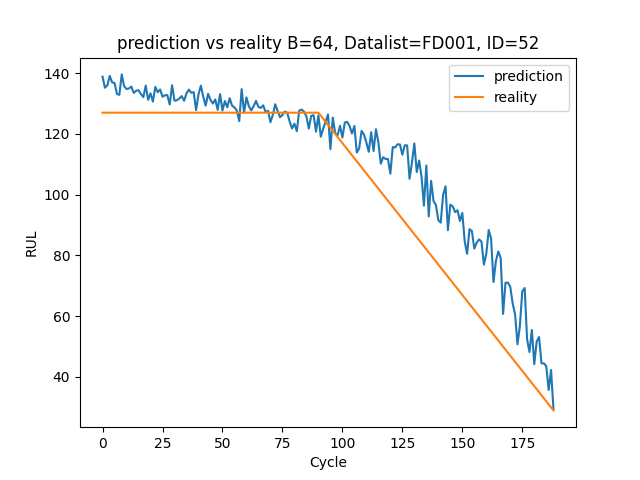 prediction vs reality B=64, Datalist=FD001, ID=52
prediction
reality
140
120
100
80
60
40
RUL
0 25 50 75 100 125 150 175
Cycle